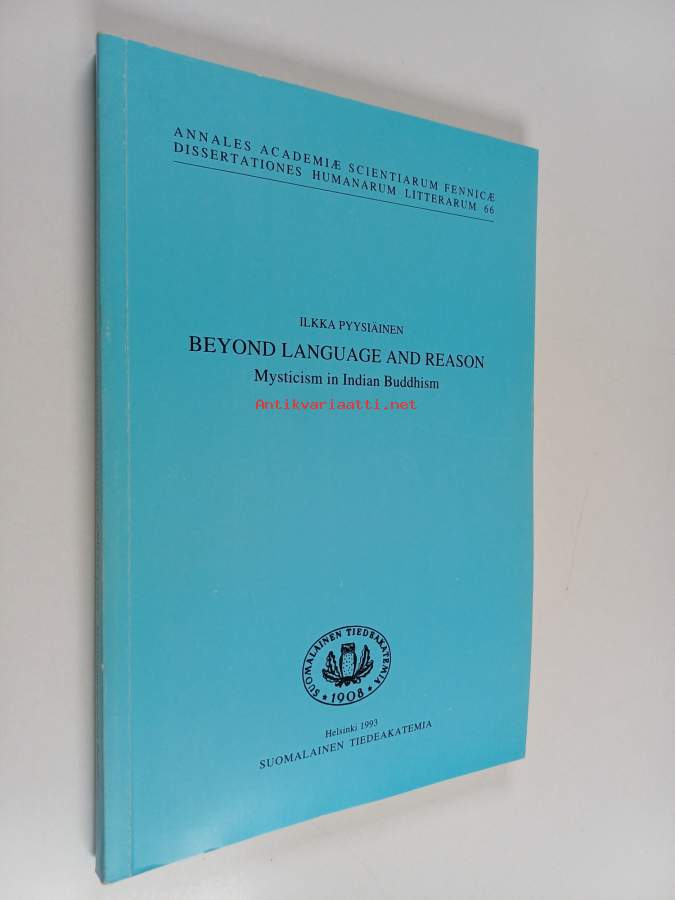 ANNALES ACADEMIÆ SCIENTIARUM FENNICÆ
DISSERTATIONES HUMANARUM LITTERARUM 66
ILKKA PYYSIÄINEN
BEYOND LANGUAGE AND REASON
Mysticism in Indian Buddhism
Antikvariaatti.net
SUOMALAINEN TIEDEAKATEMIA
* 1908 *
Helsinki 1993
SUOMALAINEN TIEDEAKATEMIA